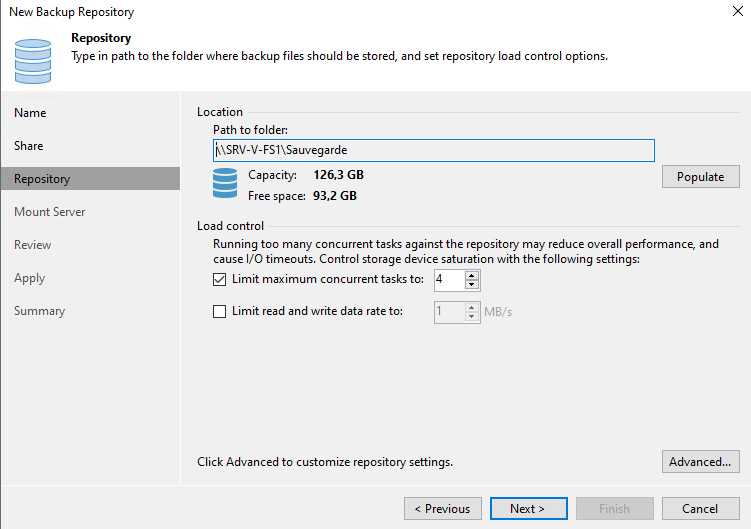 New Backup Repository
Repository
Type in path to the folder where backup files should be stored, and set repository load control options.
Name
Share
Repository
Mount Server
Review
Apply
Summary
Location
Path to folder:
\\SRV-V-FS1\Sauvegarde
Capacity: 126,3 GB
Free space: 93,2 GB
Populate
Load control
Running too many concurrent tasks against the repository may reduce overall performance, and
cause I/O timeouts. Control storage device saturation with the following settings:
Limit maximum concurrent tasks to: 4
Limit read and write data rate to: 1 MB/s
Click Advanced to customize repository settings.
Advanced...
< Previous
Next >
Finish
Cancel